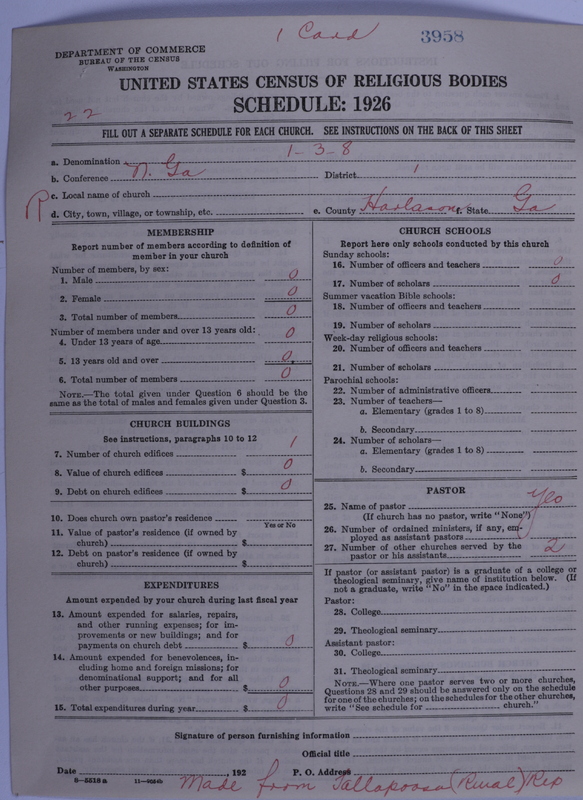 1 Card 3958
DEPARTMENT OF COMMERCE
BUREAU OF THE CENSUS
WASHINGTON
UNITED STATES CENSUS OF RELIGIOUS BODIES
SCHEDULE: 1926
22
FILL OUT A SEPARATE SCHEDULE FOR EACH CHURCH. SEE INSTRUCTIONS ON THE BACK OF THIS SHEET
a. Denomination 1-3-8
b. Conference N. Ga District 1
R c. Local name of church
d. City, town, village, or township, etc. e. County Harlason f. State Ga
MEMBERSHIP
Report number of members according to definition of
member in your church
Number of members, by sex:
1. Male 0
2. Female 0
3. Total number of members 0
Number of members under and over 13 years old:
4. Under 13 years of age 0
5. 13 years old and over 0
6. Total number of members 0
NOTE.—The total given under Question 6 should be
same as the total of males and females given under Question 3.
CHURCH BUILDINGS
See instructions, paragraphs 10 to 12
7. Number of church edifices 1
8. Value of church edifices $ 0
9. Debt on church edifices $ 0
10. Does church own pastor's residence
Yes or No
11. Value of pastor's residence (if owned by
church) $
12. Debt on pastor's residence (if owned by
church) $
EXPENDITURES
Amount expended by your church during last fiscal year
13. Amount expended for salaries, repairs,
and other running expenses; for im-
provements or new buildings; and for
payments on church debt $ 0
14. Amount expended for benevolences, in-
cluding home and foreign missions; for
denominational support; and for all
other purposes $ 0
15. Total expenditures during year $ 0
CHURCH SCHOOLS
Report here only schools conducted by this church
Sunday schools:
16. Number of officers and teachers 0
17. Number of scholars 0
Summer vacation Bible schools:
18. Number of officers and teachers
19. Number of scholars
Week-day religious schools:
20. Number of officers and teachers
21. Number of scholars
Parochial schools:
22. Number of administrative officers
23. Number of teachers—
a. Elementary (grades 1 to 8)
b. Secondary
24. Number of scholars—
a. Elementary (grades 1 to 8)
b. Secondary
PASTOR
25. Name of pastor Yes
(If church has no pastor, write "None")
26. Number of ordained ministers, if any, em-
ployed as assistant pastors
27. Number of other churches served by the
pastor or his assistants 2
If pastor (or assistant pastor) is a graduate of a college or
theological seminary, give name of institution below. (If
not a graduate, write "No" in the space indicated.)
Pastor:
28. College
29. Theological seminary
Assistant pastor:
30. College
31. Theological seminary
NOTE.—Where one pastor serves two or more churches,
Questions 28 and 29 should be answered only on the schedule
for one of the churches; on the schedules for the other churches,
write "See schedule for church."
Signature of person furnishing information
Official title
Date , 192 P. O. Address
8—5518a 11—9084b
Made from Tallapoosa (Rural) Rep